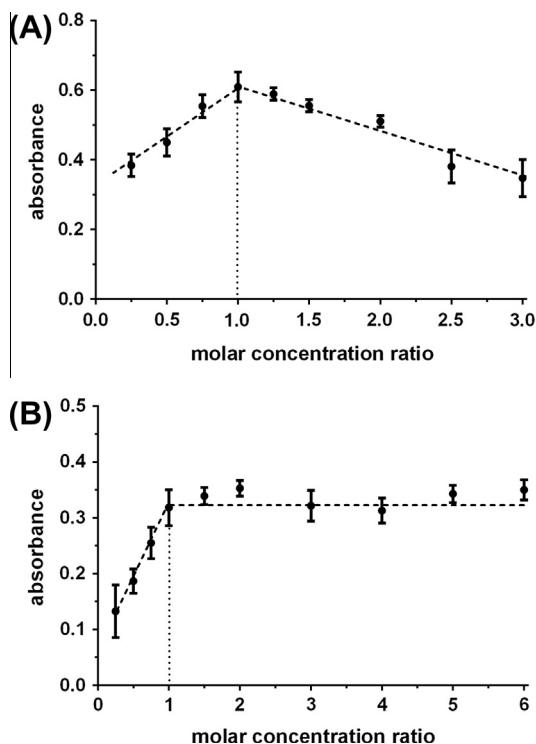 (A)
0.8
0.6
0.4
0.2
0.0
absorbance
0.0 0.5 1.0 1.5 2.0 2.5 3.0
molar concentration ratio
(B)
0.5
0.4
0.3
0.2
0.1
0.0
absorbance
0 1 2 3 4 5 6
molar concentration ratio